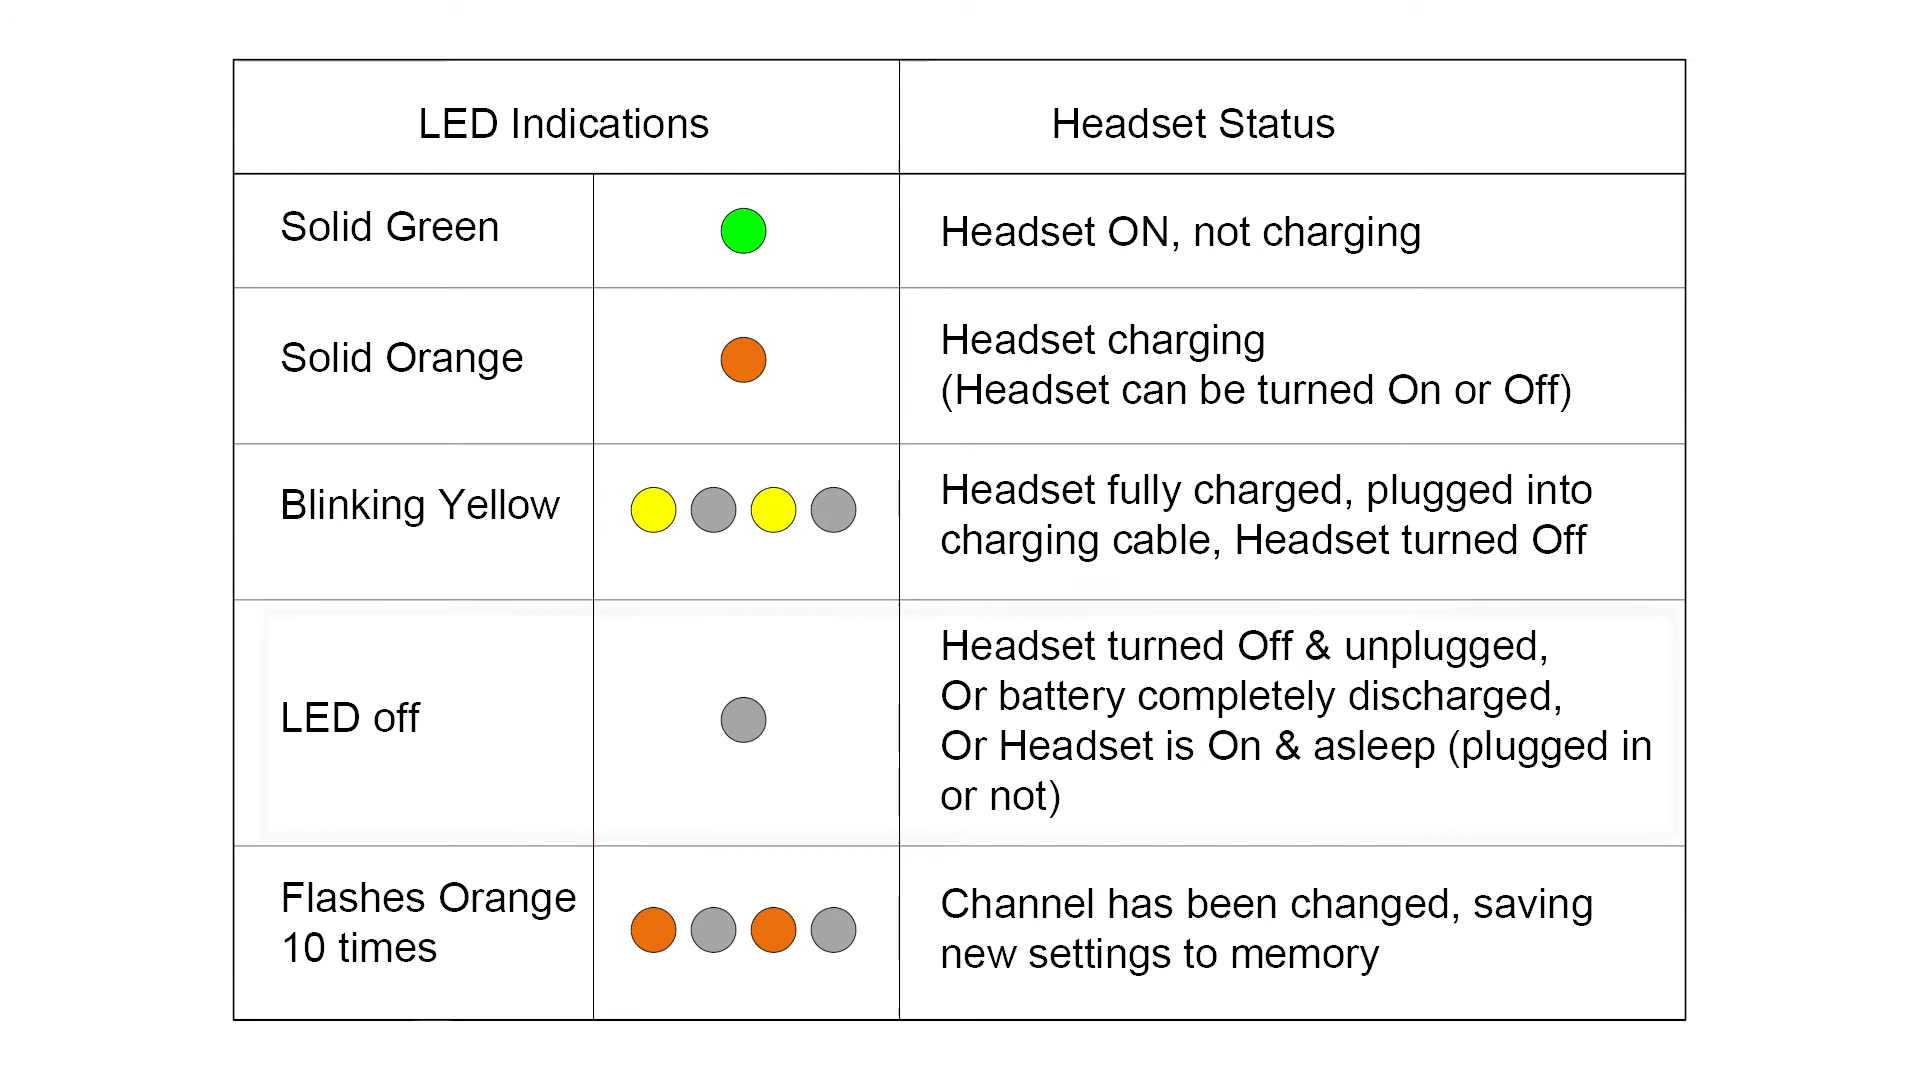 LED Indications
Headset Status
Solid Green
Headset ON, not charging
Solid Orange
Headset charging
(Headset can be turned On or Off)
Blinking Yellow
Headset fully charged, plugged into
charging cable, Headset turned Off
LED off
Headset turned Off & unplugged,
Or battery completely discharged,
Or Headset is On & asleep (plugged in
or not)
Flashes Orange
10 times
Channel has been changed, saving
new settings to memory